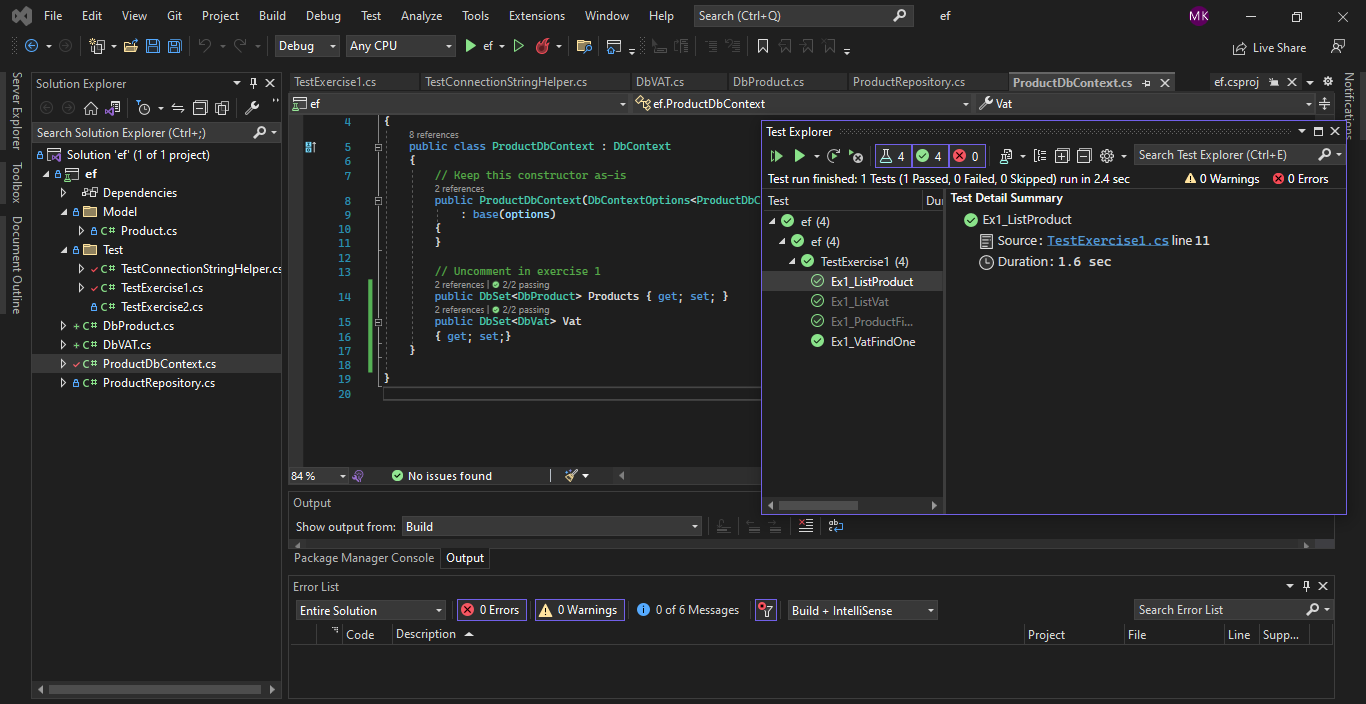 File Edit View Git Project Build Debug Test Analyze Tools Extensions Window Help Search (Ctrl+Q) ef MK
Debug Any CPU ef Live Share
Server Explorer
Toolbox
Document Outline
Solution Explorer
Search Solution Explorer (Ctrl+;)
Solution 'ef' (1 of 1 project)
ef
Dependencies
Model
C# Product.cs
Test
C# TestConnectionStringHelper.cs
C# TestExercise1.cs
C# TestExercise2.cs
C# DbProduct.cs
C# DbVAT.cs
C# ProductDbContext.cs
C# ProductRepository.cs
TestExercise1.cs TestConnectionStringHelper.cs DbVAT.cs DbProduct.cs ProductRepository.cs ProductDbContext.cs ef.csproj
Notifications
ef ef.ProductDbContext Vat
4 {
8 references
5 public class ProductDbContext : DbContext
6 {
7 // Keep this constructor as-is
2 references
8 public ProductDbContext(DbContextOptions<ProductDbC
9 : base(options)
10 {
11 }
12
13 // Uncomment in exercise 1
2 references | 2/2 passing
14 public DbSet<DbProduct> Products { get; set; }
2 references | 2/2 passing
15 public DbSet<DbVat> Vat
16 { get; set;}
17 }
18
19 }
20
84 % No issues found
Test Explorer
4 4 0 Search Test Explorer (Ctrl+E)
Test run finished: 1 Tests (1 Passed, 0 Failed, 0 Skipped) run in 2.4 sec 0 Warnings 0 Errors
Test Du
ef (4)
ef (4)
TestExercise1 (4)
Ex1_ListProduct
Ex1_ListVat
Ex1_ProductFi...
Ex1_VatFindOne
Test Detail Summary
Ex1_ListProduct
Source: TestExercise1.cs line 11
Duration: 1.6 sec
Output
Show output from: Build
Package Manager Console Output
Error List
Entire Solution 0 Errors 0 Warnings 0 of 6 Messages Build + IntelliSense Search Error List
Code Description Project File Line Supp...